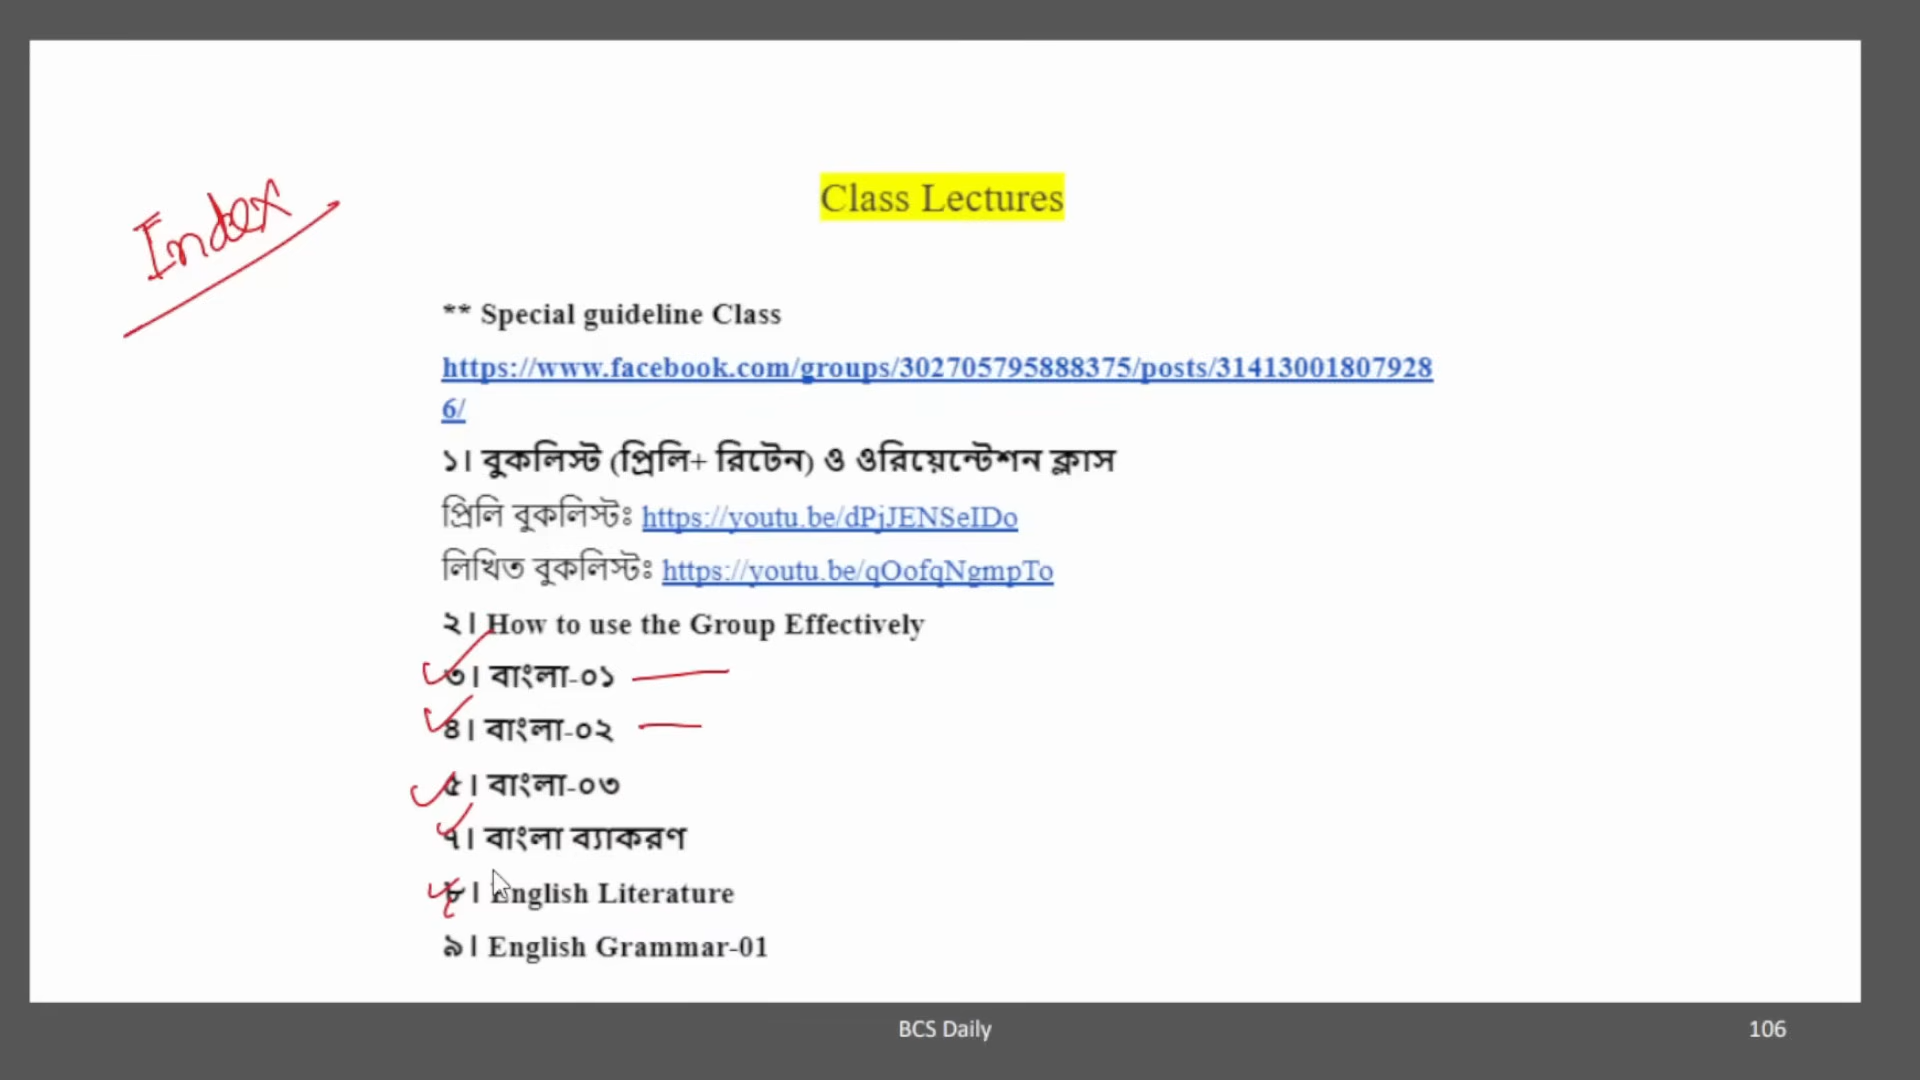 Class Lectures
Index
** Special guideline Class
https://www.facebook.com/groups/302705795888375/posts/31413001807928
6/
১। বুকলিস্ট (প্রিলি+ রিটেন) ও ওরিয়েন্টেশন ক্লাস
প্রিলি বুকলিস্টঃ https://youtu.be/dPjJENSeIDo
লিখিত বুকলিস্টঃ https://youtu.be/qOofqNgmpTo
২। How to use the Group Effectively
৩। বাংলা-০১
৪। বাংলা-০২
৫। বাংলা-০৩
৭। বাংলা ব্যাকরণ
৮। English Literature
৯। English Grammar-01
BCS Daily
106